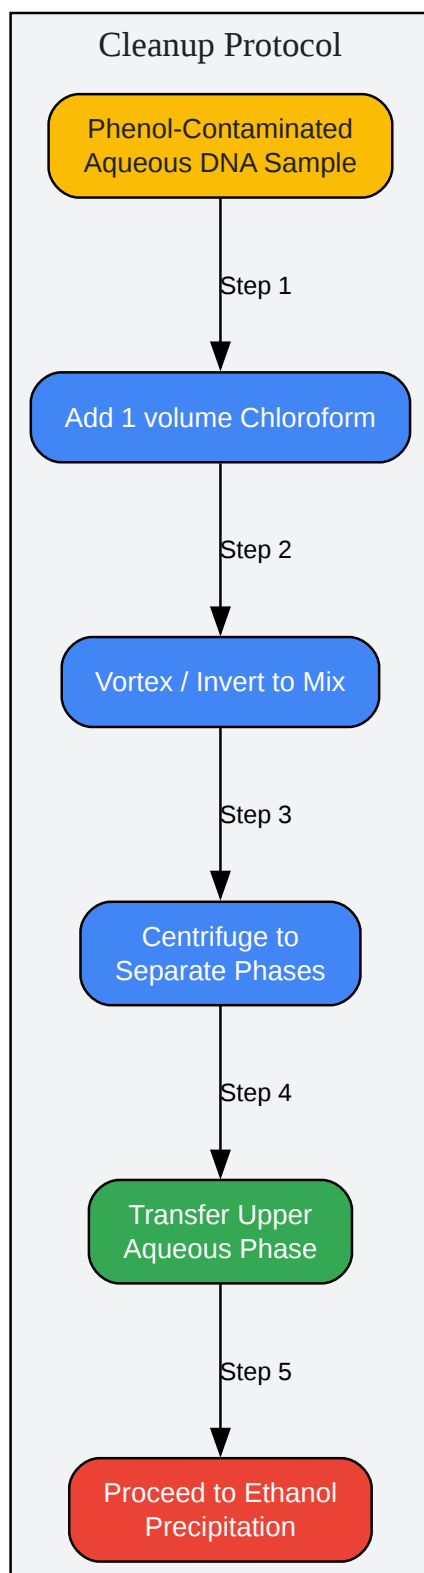 Cleanup Protocol
Phenol-Contaminated
Aqueous DNA Sample
Step 1
Add 1 volume Chloroform
Step 2
Vortex / Invert to Mix
Step 3
Centrifuge to
Separate Phases
Step 4
Transfer Upper
Aqueous Phase
Step 5
Proceed to Ethanol
Precipitation